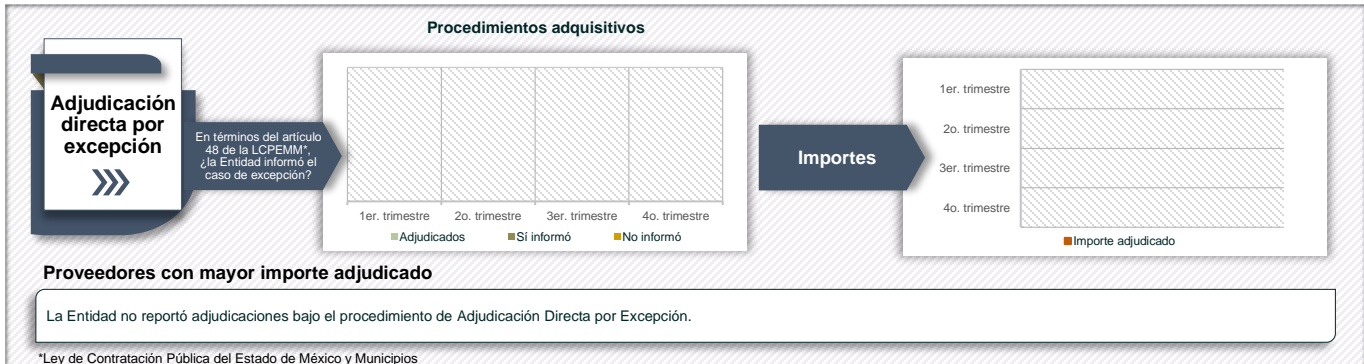 Procedimientos adquisitivos
Adjudicación
directa por
excepción
En términos del artículo
48 de la LCPEMM*,
¿la Entidad informó el
caso de excepción?
1er. trimestre 2o. trimestre 3er. trimestre 4o. trimestre
Adjudicados Sí informó No informó
Importes
1er. trimestre
2o. trimestre
3er. trimestre
4o. trimestre
Importe adjudicado
Proveedores con mayor importe adjudicado
La Entidad no reportó adjudicaciones bajo el procedimiento de Adjudicación Directa por Excepción.
*Ley de Contratación Pública del Estado de México y Municipios